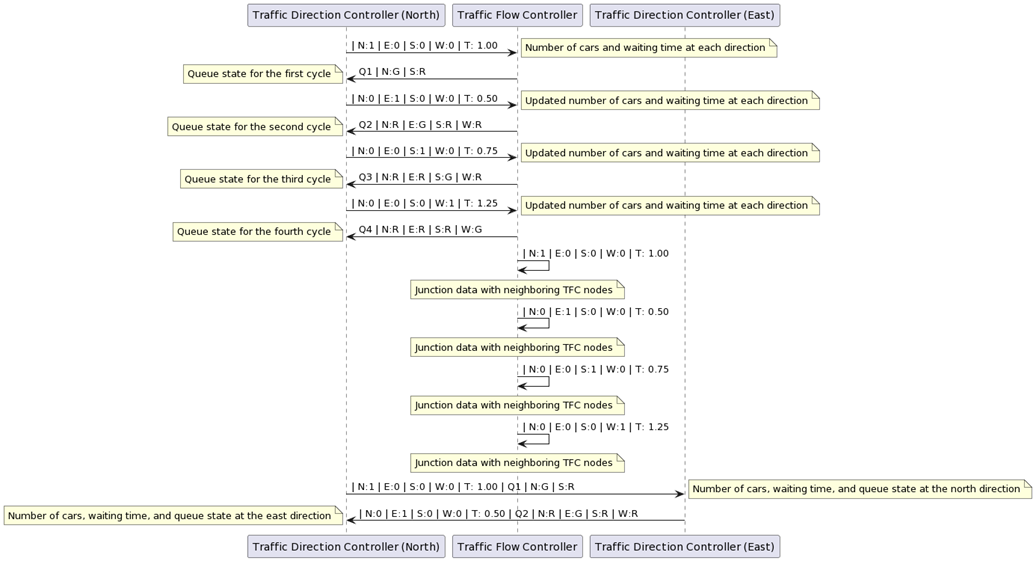 Traffic Direction Controller (North) Traffic Flow Controller Traffic Direction Controller (East)
| N:1 | E:0 | S:0 | W:0 | T: 1.00 Number of cars and waiting time at each direction
Queue state for the first cycle Q1 | N:G | S:R
| N:0 | E:1 | S:0 | W:0 | T: 0.50 Updated number of cars and waiting time at each direction
Queue state for the second cycle Q2 | N:R | E:G | S:R | W:R
| N:0 | E:0 | S:1 | W:0 | T: 0.75 Updated number of cars and waiting time at each direction
Queue state for the third cycle Q3 | N:R | E:R | S:G | W:R
| N:0 | E:0 | S:0 | W:1 | T: 1.25 Updated number of cars and waiting time at each direction
Queue state for the fourth cycle Q4 | N:R | E:R | S:R | W:G
| N:1 | E:0 | S:0 | W:0 | T: 1.00
Junction data with neighboring TFC nodes
| N:0 | E:1 | S:0 | W:0 | T: 0.50
Junction data with neighboring TFC nodes
| N:0 | E:0 | S:1 | W:0 | T: 0.75
Junction data with neighboring TFC nodes
| N:0 | E:0 | S:0 | W:1 | T: 1.25
Junction data with neighboring TFC nodes
| N:1 | E:0 | S:0 | W:0 | T: 1.00 | Q1 | N:G | S:R Number of cars, waiting time, and queue state at the north direction
Number of cars, waiting time, and queue state at the east direction | N:0 | E:1 | S:0 | W:0 | T: 0.50 | Q2 | N:R | E:G | S:R | W:R
Traffic Direction Controller (North) Traffic Flow Controller Traffic Direction Controller (East)